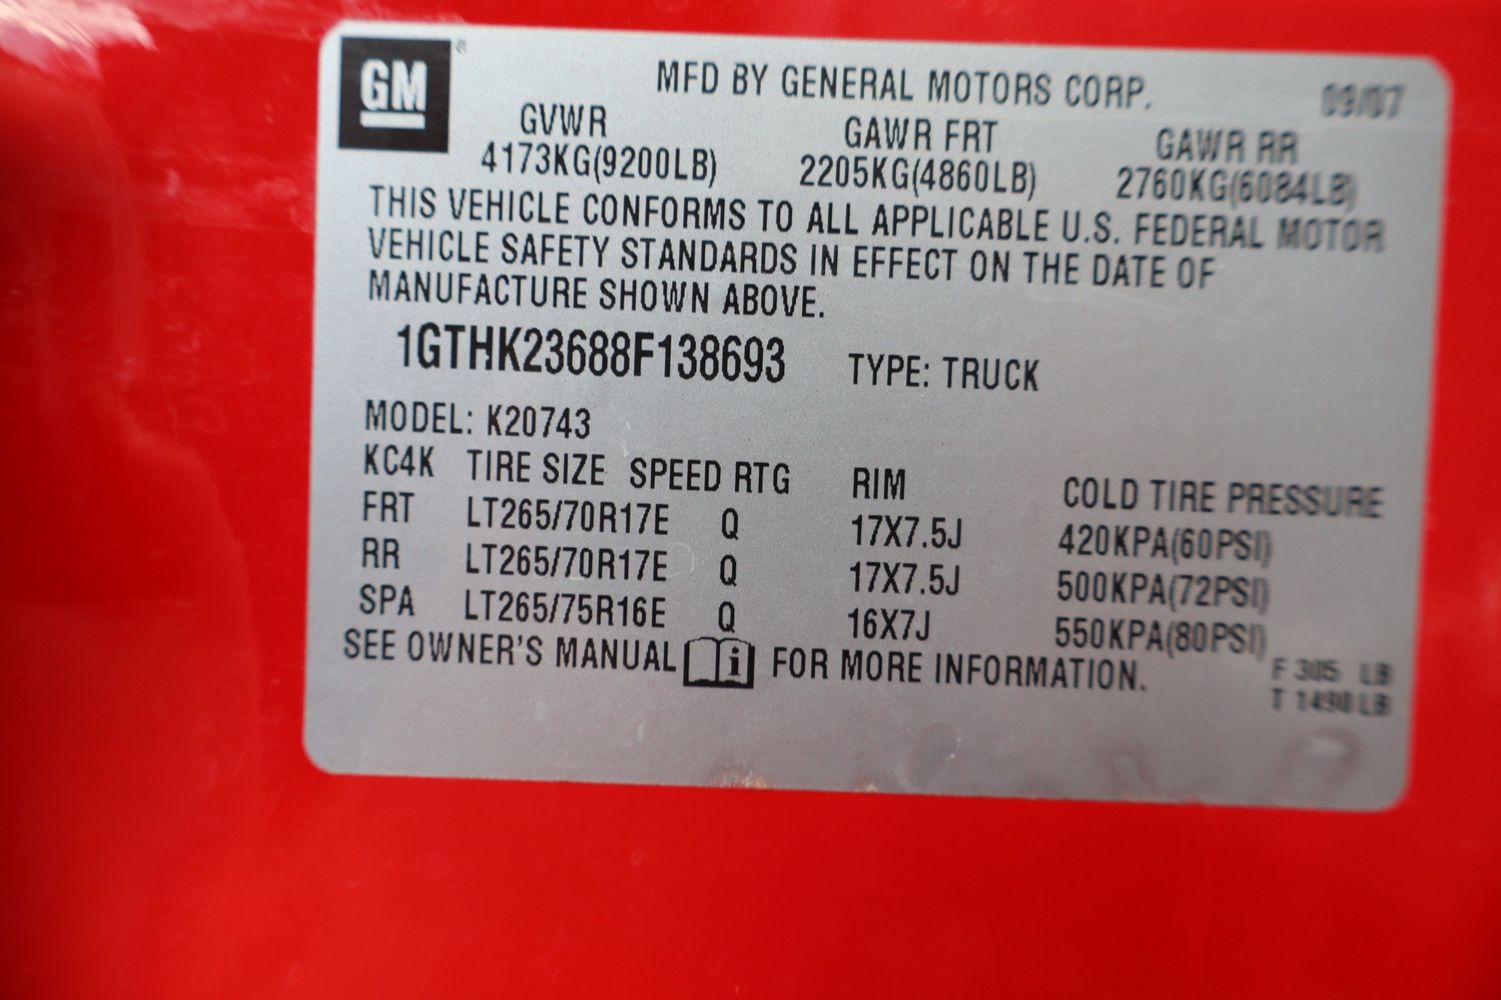 GM
MFD BY GENERAL MOTORS CORP. 09/07
GVWR GAWR FRT GAWR RR
4173KG(9200LB) 2205KG(4860LB) 2760KG(6084LB)
THIS VEHICLE CONFORMS TO ALL APPLICABLE U.S. FEDERAL MOTOR
VEHICLE SAFETY STANDARDS IN EFFECT ON THE DATE OF
MANUFACTURE SHOWN ABOVE.
1GTHK23688F138693 TYPE: TRUCK
MODEL: K20743
KC4K TIRE SIZE SPEED RTG RIM COLD TIRE PRESSURE
FRT LT265/70R17E Q 17X7.5J 420KPA(60PSI)
RR LT265/70R17E Q 17X7.5J 500KPA(72PSI)
SPA LT265/75R16E Q 16X7J 550KPA(80PSI)
SEE OWNER'S MANUAL i FOR MORE INFORMATION.
F 305 LB
T 1490 LB